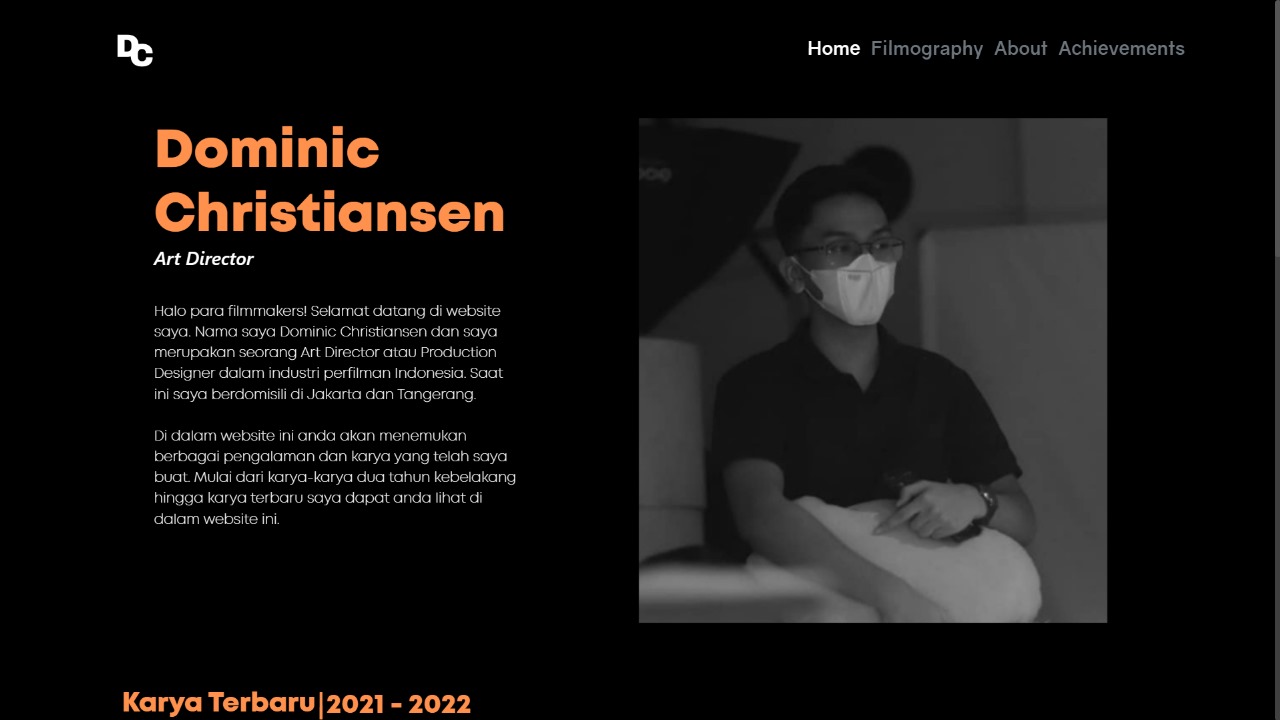 DC
Home Filmography About Achievements
Dominic
Christiansen
Art Director
Halo para filmmakers! Selamat datang di website
saya. Nama saya Dominic Christiansen dan saya
merupakan seorang Art Director atau Production
Designer dalam industri perfilman Indonesia. Saat
ini saya berdomisili di Jakarta dan Tangerang.
Di dalam website ini anda akan menemukan
berbagai pengalaman dan karya yang telah saya
buat. Mulai dari karya-karya dua tahun kebelakang
hingga karya terbaru saya dapat anda lihat di
dalam website ini.
Karya Terbaru|2021 - 2022